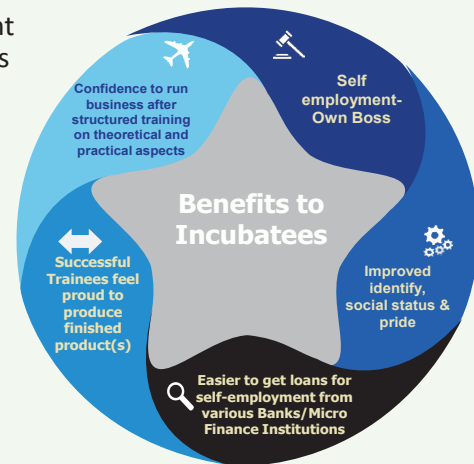 nt
s
Confidence to run
business after
structured training
on theoretical and
practical aspects
Self
employment-
Own Boss
Benefits to
Incubatees
Successful
Trainees feel
proud to
produce
finished
product(s)
Improved
identify,
social status &
pride
Easier to get loans for
self-employment from
various Banks/Micro
Finance Institutions